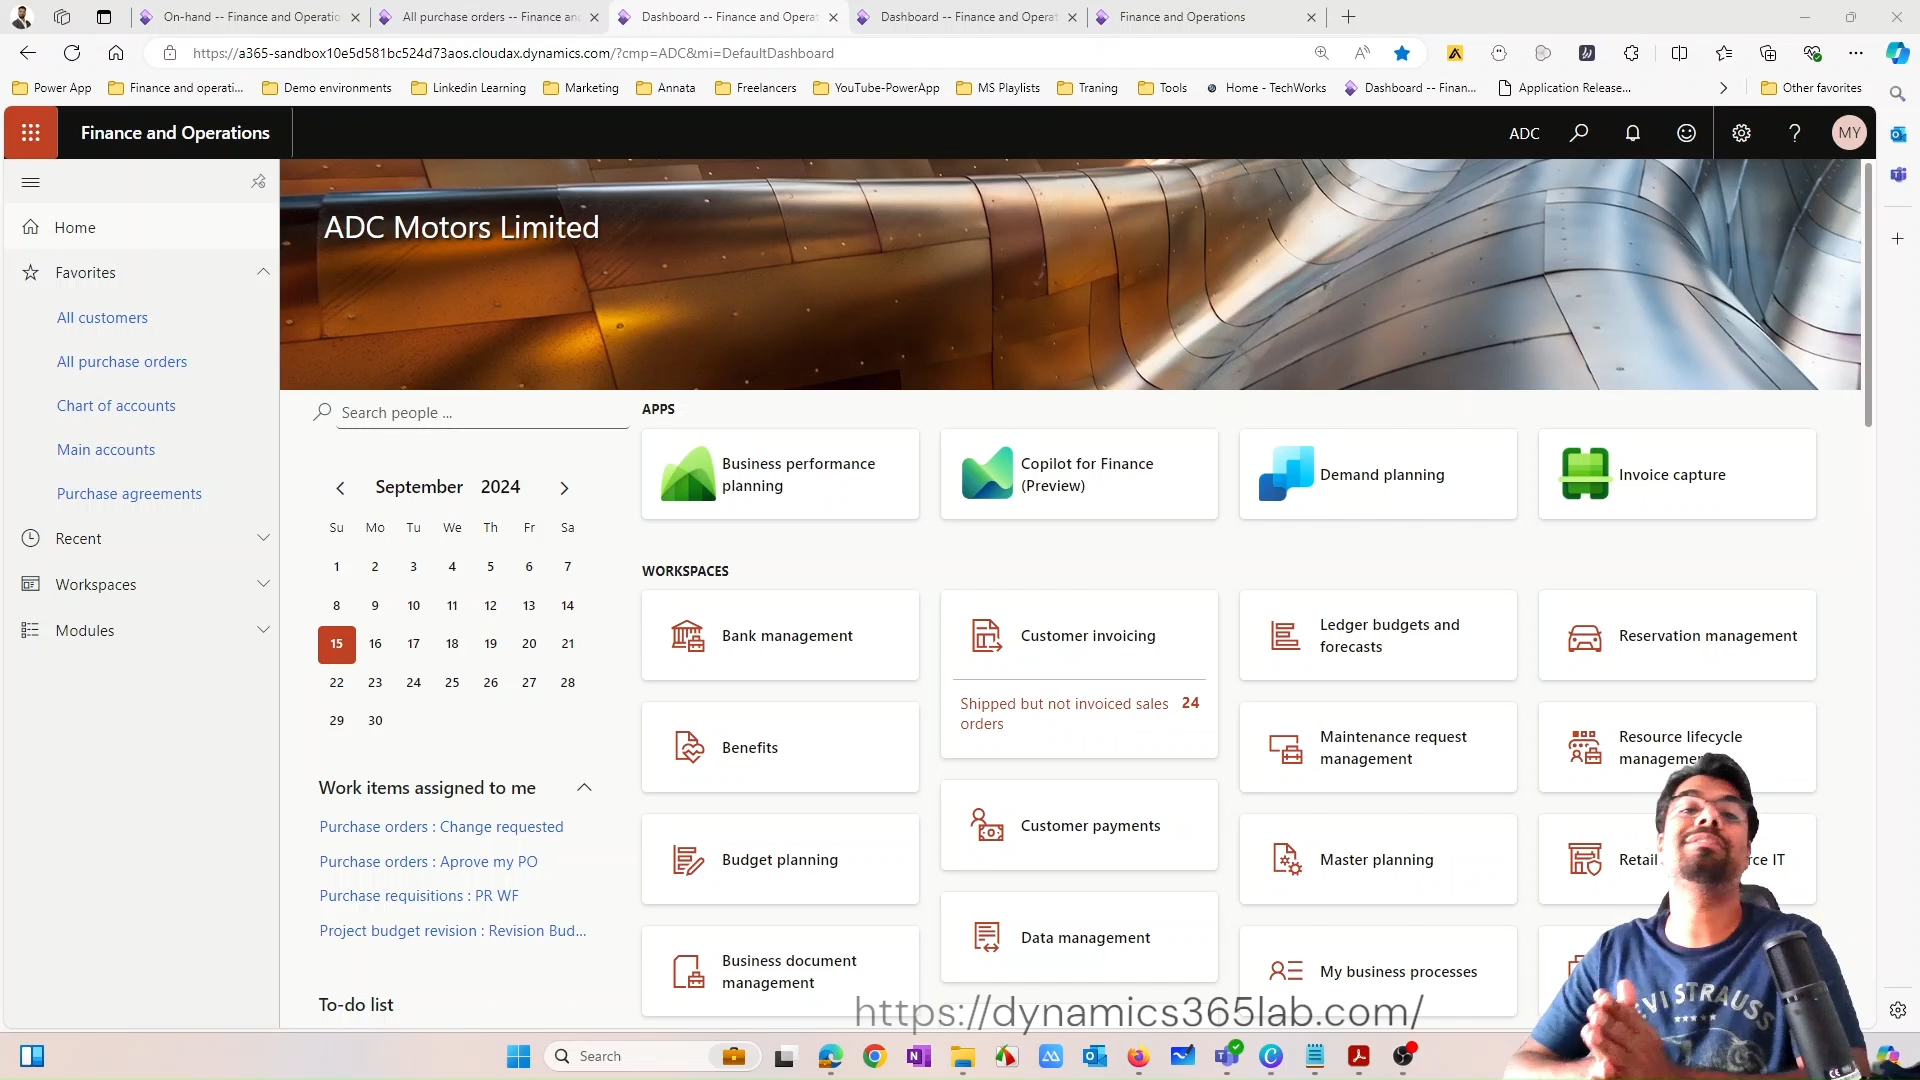 On-hand -- Finance and Operatio
All purchase orders -- Finance an
Dashboard -- Finance and Operat
Dashboard -- Finance and Operat
Finance and Operations
https://a365-sandbox10e5d581bc524d73aos.cloudax.dynamics.com/?cmp=ADC&mi=DefaultDashboard
Power App
Finance and operati...
Demo environments
Linkedin Learning
Marketing
Annata
Freelancers
YouTube-PowerApp
MS Playlists
Traning
Tools
Home - TechWorks
Dashboard -- Finan...
Application Release...
Other favorites
Finance and Operations
ADC
MY
Home
Favorites
All customers
All purchase orders
Chart of accounts
Main accounts
Purchase agreements
Recent
Workspaces
Modules
ADC Motors Limited
Search people ...
September 2024
Su Mo Tu We Th Fr Sa
1 2 3 4 5 6 7
8 9 10 11 12 13 14
15 16 17 18 19 20 21
22 23 24 25 26 27 28
29 30
Work items assigned to me
Purchase orders : Change requested
Purchase orders : Aprove my PO
Purchase requisitions : PR WF
Project budget revision : Revision Bud...
To-do list
APPS
Business performance
planning
Copilot for Finance
(Preview)
Demand planning
Invoice capture
WORKSPACES
Bank management
Benefits
Budget planning
Business document
management
Customer invoicing
Shipped but not invoiced sales 24
orders
Customer payments
Data management
Ledger budgets and
forecasts
Maintenance request
management
Master planning
My business processes
Reservation management
Resource lifecycle
managemen
Retail rce IT
https://dynamics365lab.com/
EVI STRAUSS
Search